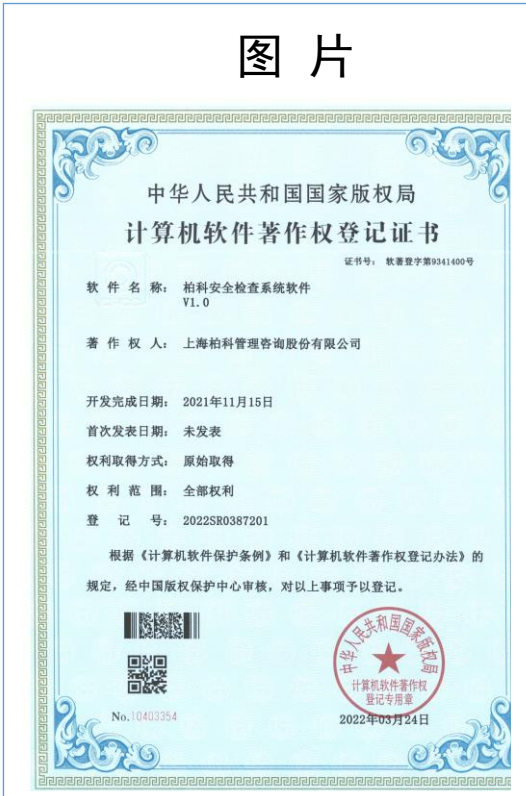 图 片
中华人民共和国国家版权局
计算机软件著作权登记证书
证书号: 软著登字第9341400号
软 件 名 称: 柏科安全检查系统软件
V1.0
著 作 权 人: 上海柏科管理咨询股份有限公司
开发完成日期: 2021年11月15日
首次发表日期: 未发表
权利取得方式: 原始取得
权 利 范 围: 全部权利
登 记 号: 2022SR0387201
根据《计算机软件保护条例》和《计算机软件著作权登记办法》的
规定,经中国版权保护中心审核,对以上事项予以登记。
中华人民共和国国家版权局
计算机软件著作权
登记专用章
No. 10403354
2022年03月24日